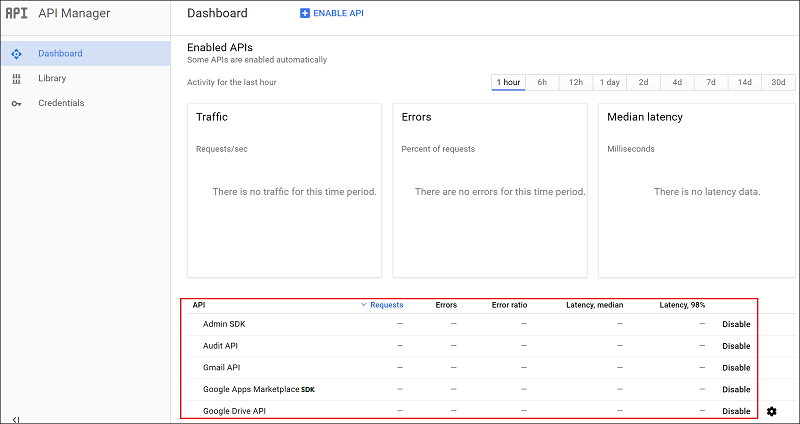 API API Manager
Dashboard ENABLE API
Dashboard
Library
Credentials
Enabled APIs
Some APIs are enabled automatically
Activity for the last hour
1 hour 6h 12h 1 day 2d 4d 7d 14d 30d
Traffic
Requests/sec
There is no traffic for this time period.
Errors
Percent of requests
There are no errors for this time period.
Median latency
Milliseconds
There is no latency data.
API Requests Errors Error ratio Latency, median Latency, 98%
Admin SDK — — — — — Disable
Audit API — — — — — Disable
Gmail API — — — — — Disable
Google Apps Marketplace SDK — — — — — Disable
Google Drive API — — — — — Disable